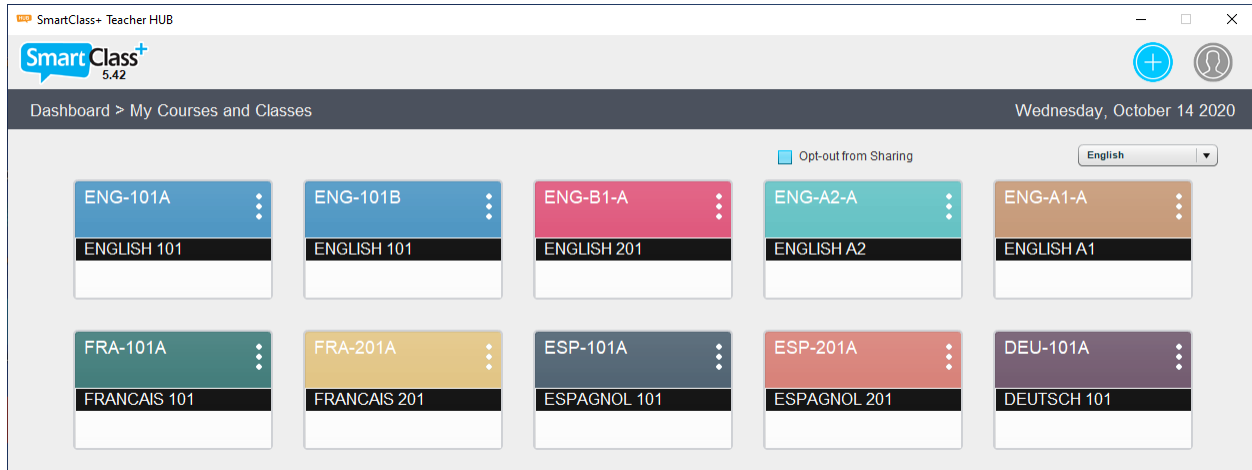 HUB SmartClass+ Teacher HUB
SmartClass+
5.42
Dashboard > My Courses and Classes Wednesday, October 14 2020
Opt-out from Sharing English
ENG-101A ENG-101B ENG-B1-A ENG-A2-A ENG-A1-A
ENGLISH 101 ENGLISH 101 ENGLISH 201 ENGLISH A2 ENGLISH A1
FRA-101A FRA-201A ESP-101A ESP-201A DEU-101A
FRANCAIS 101 FRANCAIS 201 ESPAGNOL 101 ESPAGNOL 201 DEUTSCH 101